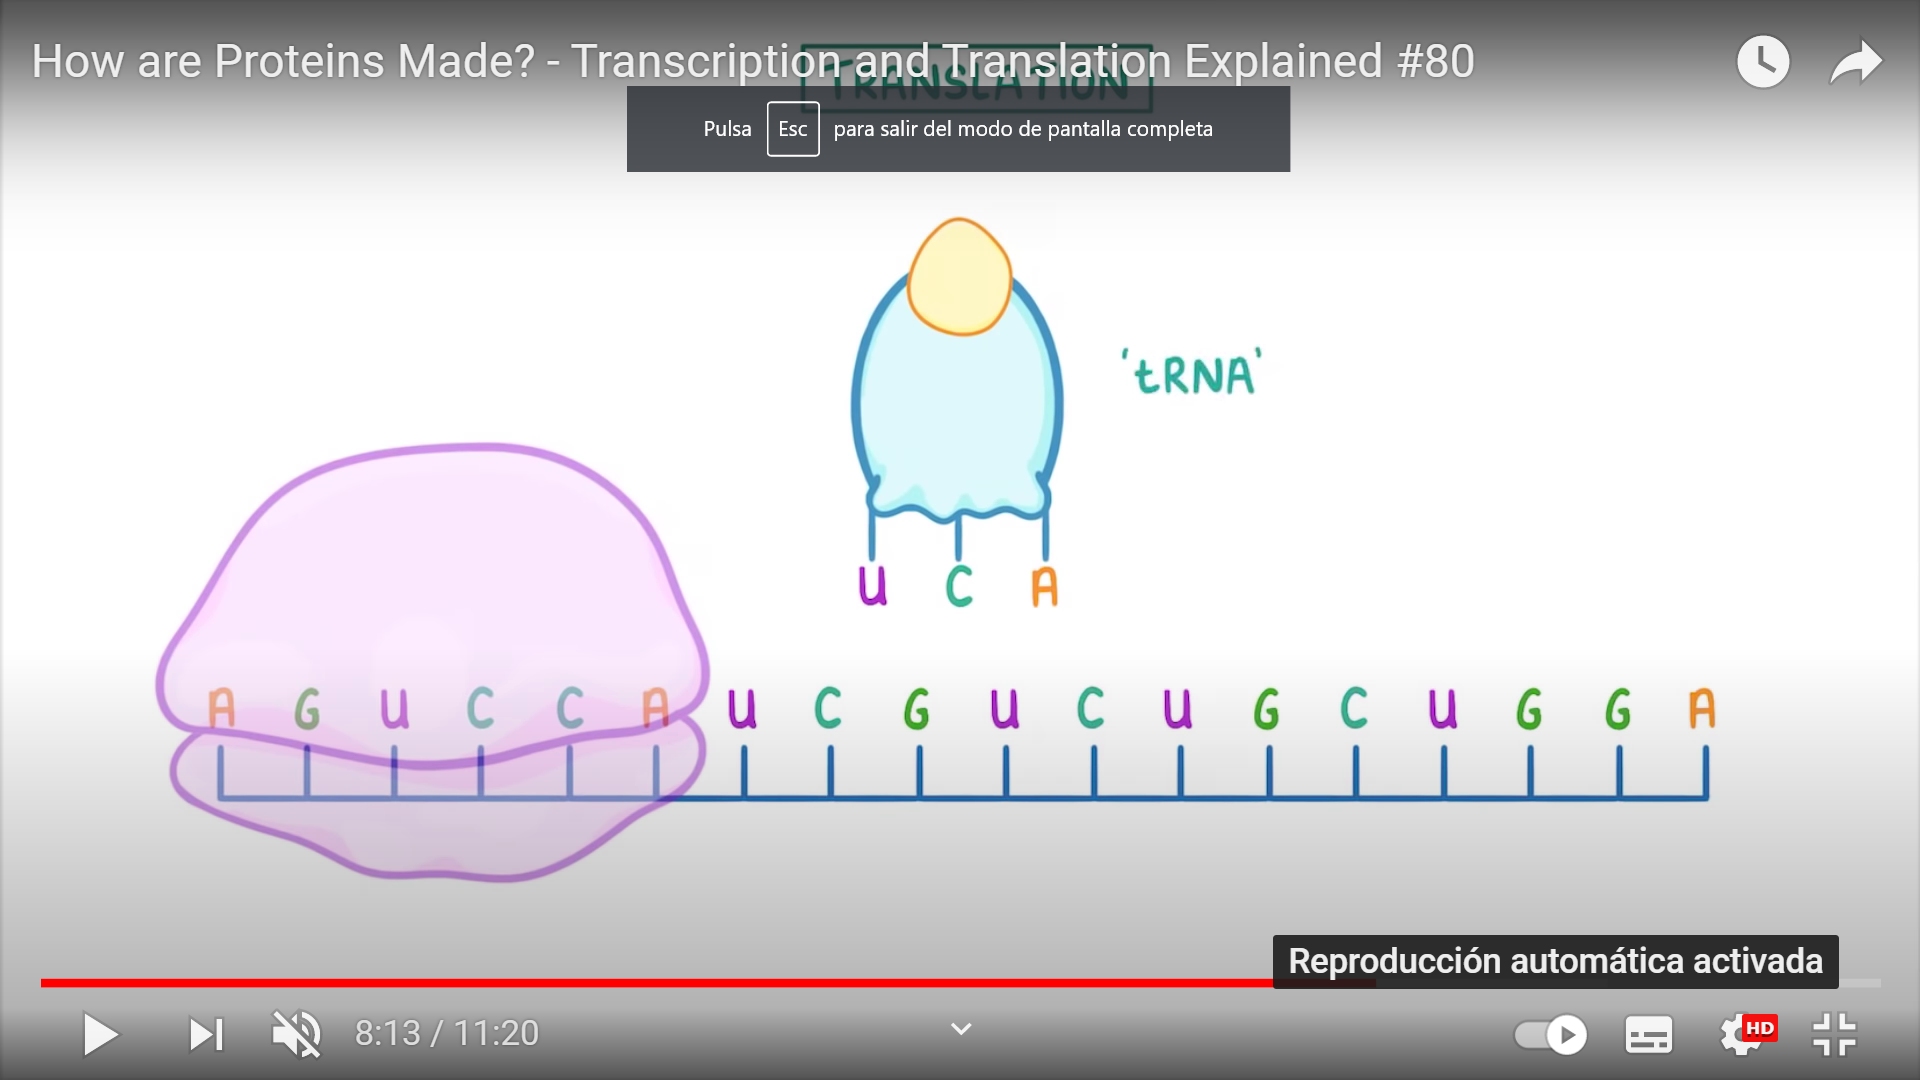 How are Proteins Made? - Transcription and Translation Explained #80
TRANSLATION
Pulsa Esc para salir del modo de pantalla completa
'tRNA'
U C A
A G U C C A U C G U C U G C U G G A
Reproducción automática activada
8:13 / 11:20
HD